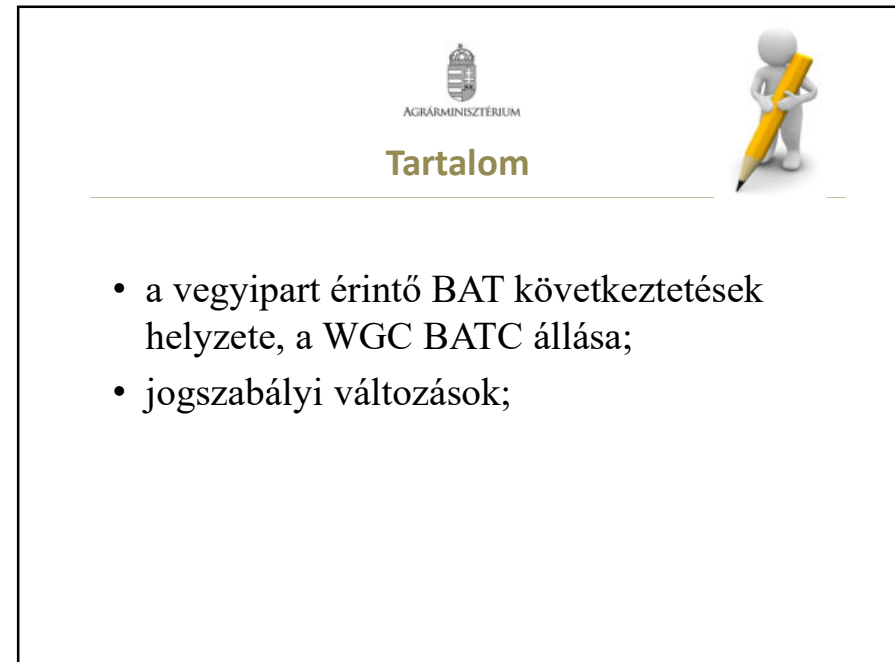 AGRÁRMINISZTÉRIUM
Tartalom
• a vegyipart érintő BAT következtetések
helyzete, a WGC BATC állása;
• jogszabályi változások;